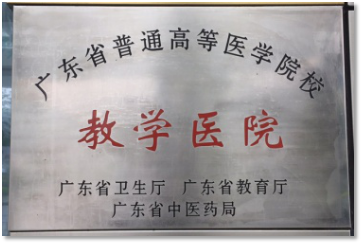 广东省普通高等医学院校
教学医院
广东省卫生厅 广东省教育厅
广东省中医药局